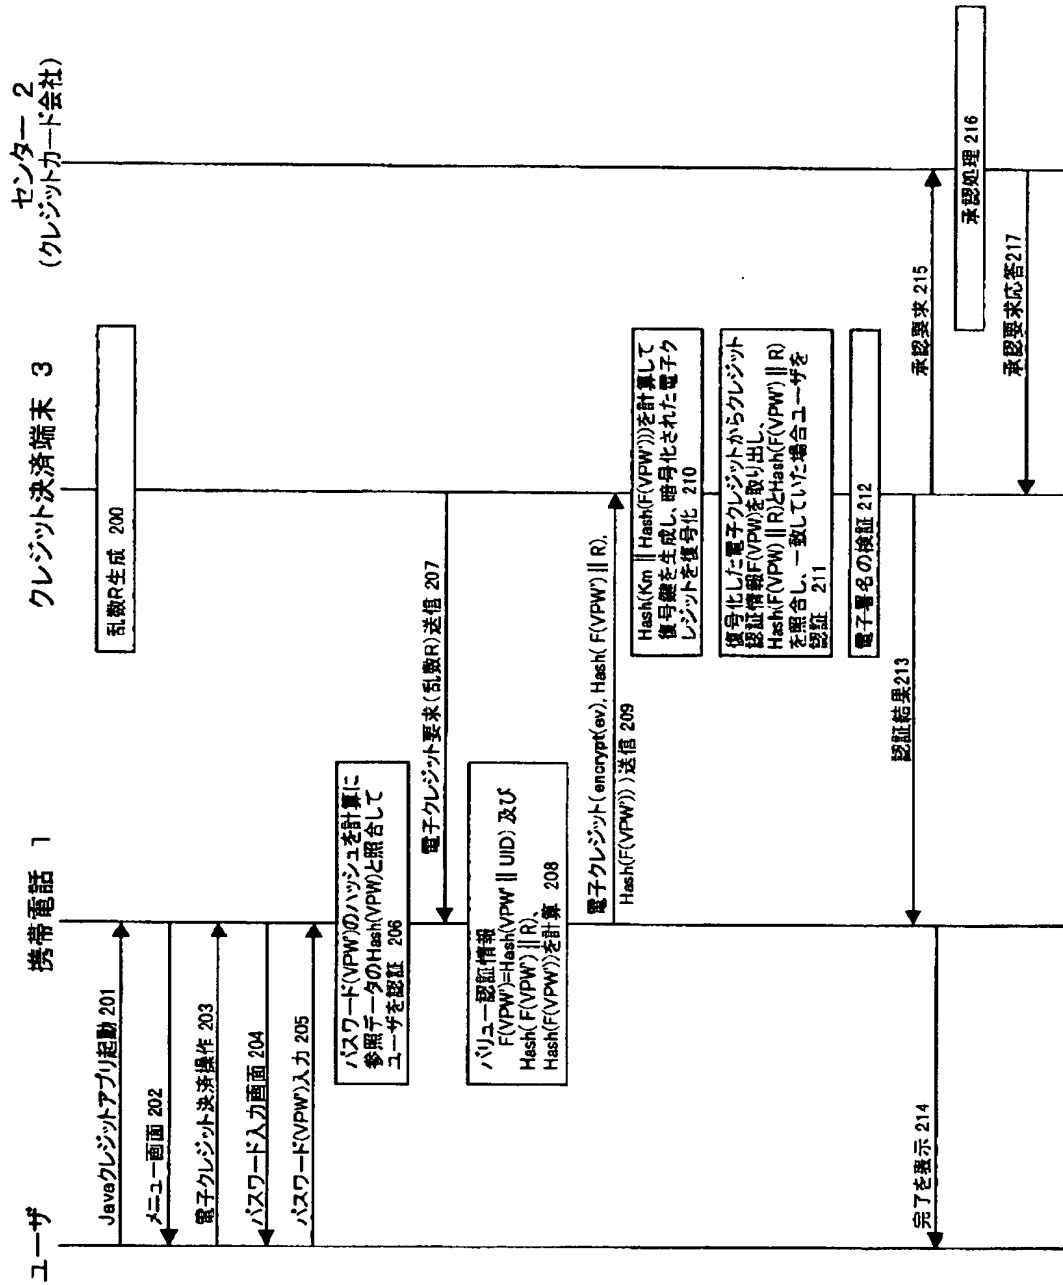 ユーザ
携帯電話 1
クレジット決済端末 3
センター 2
(クレジットカード会社)
乱数R生成 200
Javaクレジットアプリ起動 201
メニュー画面 202
電子クレジット決済操作 203
パスワード入力画面 204
パスワード(VPW')入力 205
パスワード(VPW')のハッシュを計算に
参照データのHash(VPW)と照合して
ユーザを認証 206
電子クレジット要求(乱数R)送信 207
バリュー認証情報
F(VPW')=Hash(VPW' || UID) 及び
Hash( F(VPW') || R)、
Hash(F(VPW'))を計算 208
電子クレジット(encrypt(ev), Hash( F(VPW') || R),
Hash(F(VPW')))送信 209
Hash(Km || Hash(F(VPW')))を計算して
復号鍵を生成し、暗号化された電子ク
レジットを復号化 210
復号化した電子クレジットからクレジット
認証情報F(VPW)を取り出し、
Hash(F(VPW) || R)とHash(F(VPW') || R)
を照合し、一致していた場合ユーザを
認証 211
電子署名の検証 212
認証結果213
完了を表示 214
承認要求 215
承認処理 216
承認要求応答217